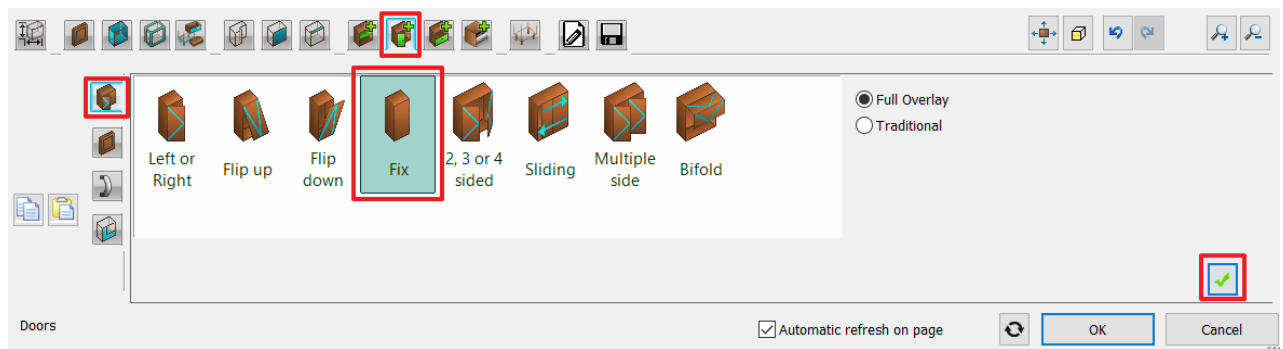 Left or
Right
Flip up
Flip
down
Fix
2, 3 or 4
sided
Sliding
Multiple
side
Bifold
Full Overlay
Traditional
Doors
Automatic refresh on page
OK
Cancel